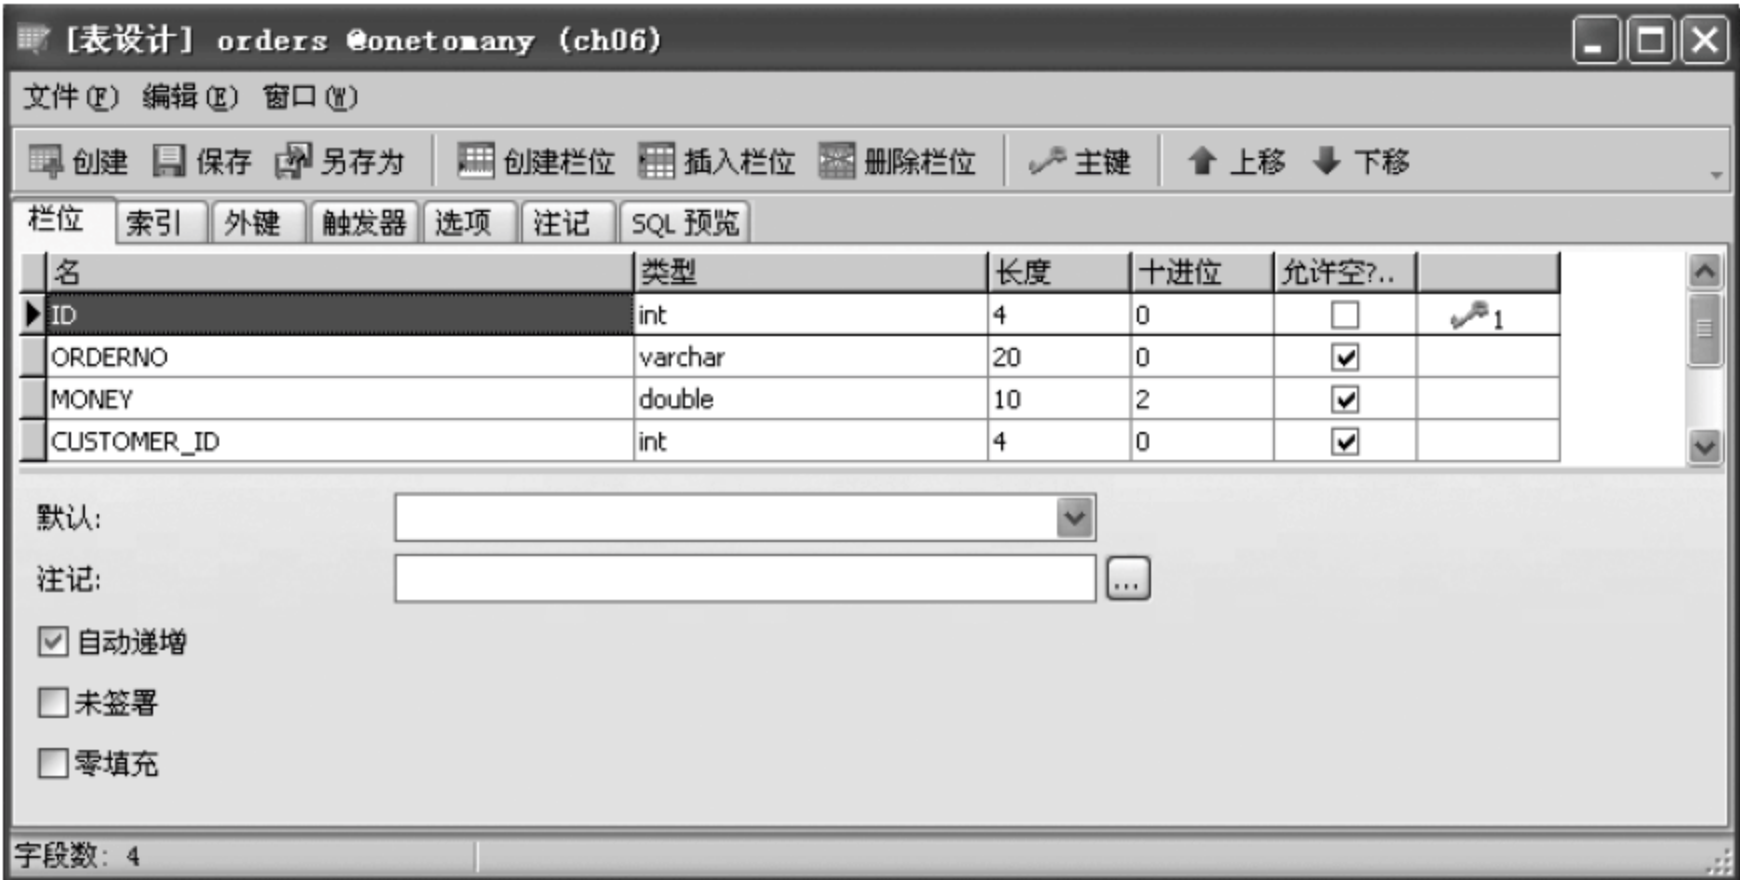 [表设计] orders @onetomany (ch06)
文件(F) 编辑(E) 窗口(W)
创建 保存 另存为 创建栏位 插入栏位 删除栏位 主键 上移 下移
栏位 索引 外键 触发器 选项 注记 SQL 预览
名 类型 长度 十进位 允许空?..
ID int 4 0 1
ORDERNO varchar 20 0
MONEY double 10 2
CUSTOMER_ID int 4 0
默认:
注记:
...
自动递增
未签署
零填充
字段数: 4